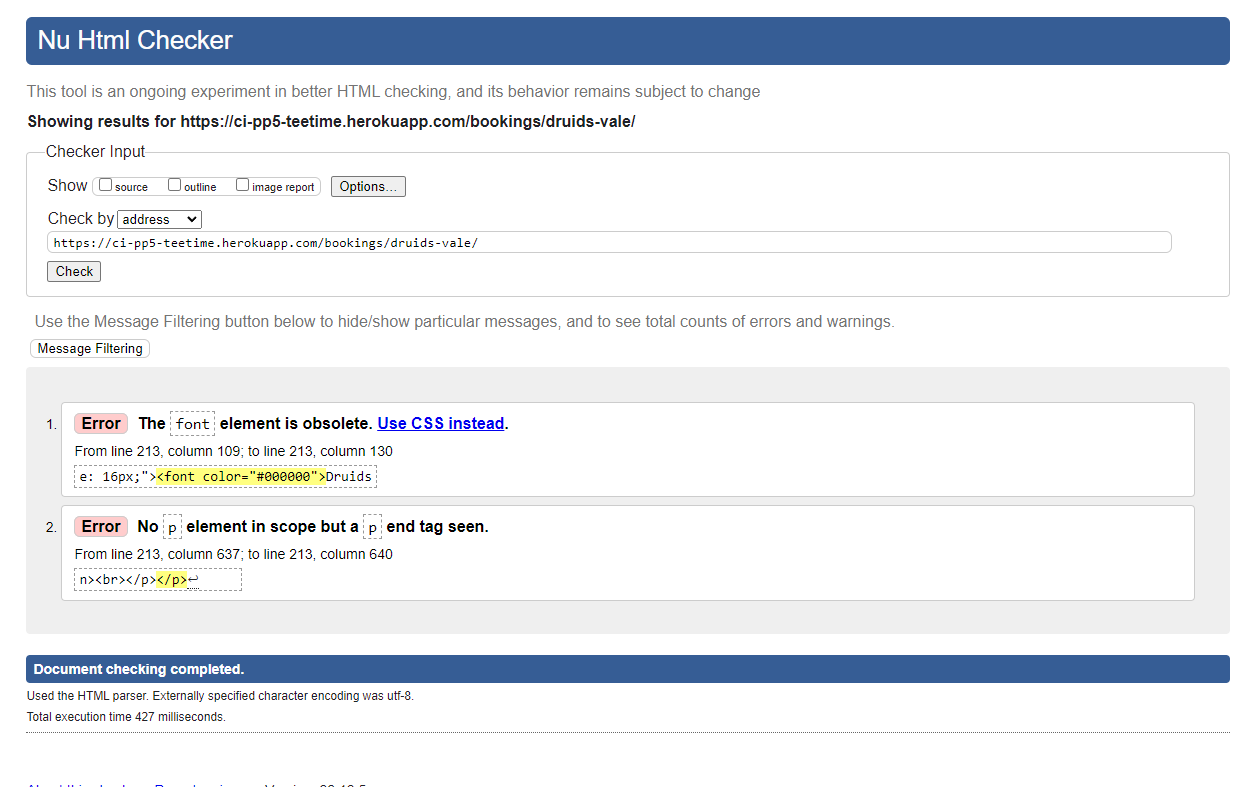 Nu Html Checker
This tool is an ongoing experiment in better HTML checking, and its behavior remains subject to change
Showing results for https://ci-pp5-teetime.herokuapp.com/bookings/druids-vale/
Checker Input
Show source outline image report Options...
Check by address
https://ci-pp5-teetime.herokuapp.com/bookings/druids-vale/
Check
Use the Message Filtering button below to hide/show particular messages, and to see total counts of errors and warnings.
Message Filtering
1. Error The font element is obsolete. Use CSS instead.
From line 213, column 109; to line 213, column 130
e: 16px;"><font color="#000000">Druids
2. Error No p element in scope but a p end tag seen.
From line 213, column 637; to line 213, column 640
n><br></p></p>↩
Document checking completed.
Used the HTML parser. Externally specified character encoding was utf-8.
Total execution time 427 milliseconds.